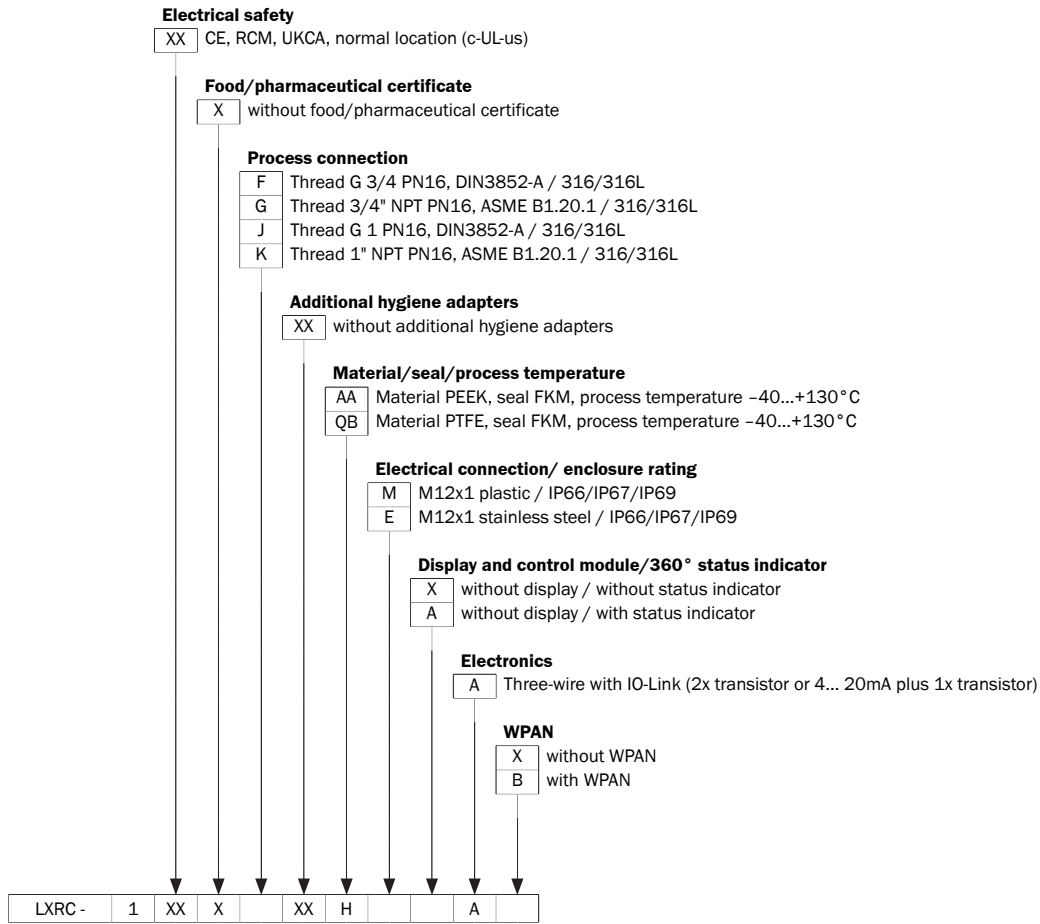 Electrical safety
XX CE, RCM, UKCA, normal location (c-UL-us)
Food/pharmaceutical certificate
X without food/pharmaceutical certificate
Process connection
F Thread G 3/4 PN16, DIN3852-A / 316/316L
G Thread 3/4" NPT PN16, ASME B1.20.1 / 316/316L
J Thread G 1 PN16, DIN3852-A / 316/316L
K Thread 1" NPT PN16, ASME B1.20.1 / 316/316L
Additional hygiene adapters
XX without additional hygiene adapters
Material/seal/process temperature
AA Material PEEK, seal FKM, process temperature –40...+130°C
QB Material PTFE, seal FKM, process temperature –40...+130°C
Electrical connection/ enclosure rating
M M12x1 plastic / IP66/IP67/IP69
E M12x1 stainless steel / IP66/IP67/IP69
Display and control module/360° status indicator
X without display / without status indicator
A without display / with status indicator
Electronics
A Three-wire with IO-Link (2x transistor or 4... 20mA plus 1x transistor)
WPAN
X without WPAN
B with WPAN
LXRC - 1 XX X XX H A